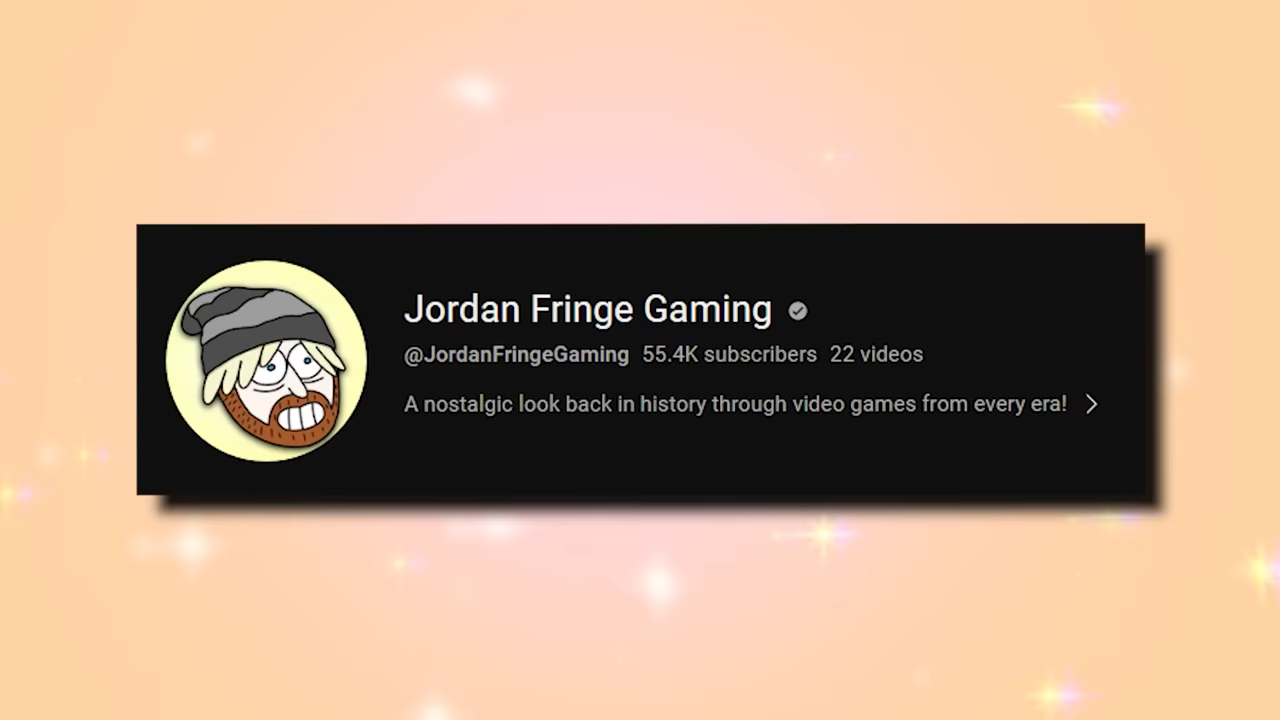 Jordan Fringe Gaming
@JordanFringeGaming 55.4K subscribers 22 videos
A nostalgic look back in history through video games from every era!